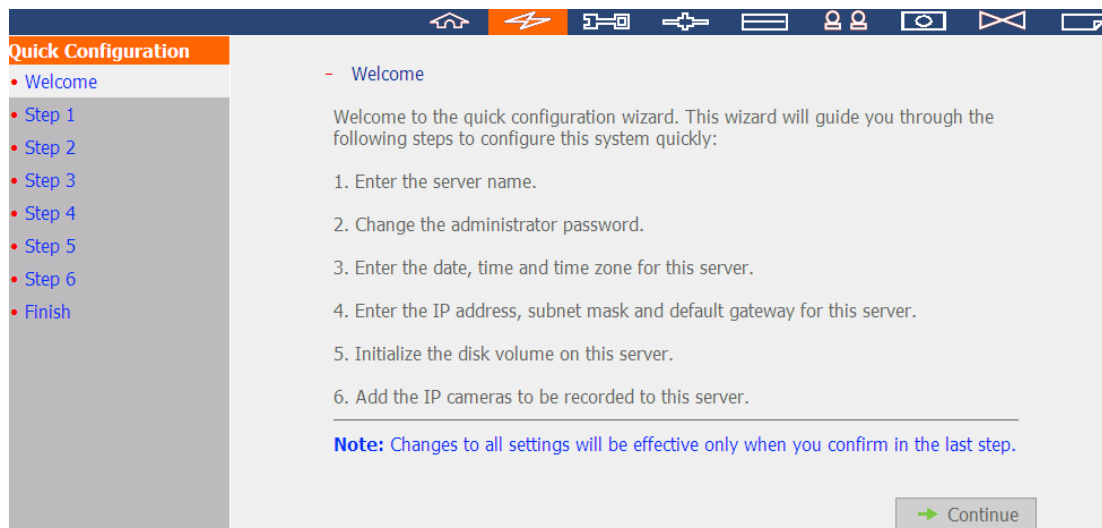 Quick Configuration
• Welcome
• Step 1
• Step 2
• Step 3
• Step 4
• Step 5
• Step 6
• Finish
- Welcome
Welcome to the quick configuration wizard. This wizard will guide you through the
following steps to configure this system quickly:
1. Enter the server name.
2. Change the administrator password.
3. Enter the date, time and time zone for this server.
4. Enter the IP address, subnet mask and default gateway for this server.
5. Initialize the disk volume on this server.
6. Add the IP cameras to be recorded to this server.
Note: Changes to all settings will be effective only when you confirm in the last step.
Continue